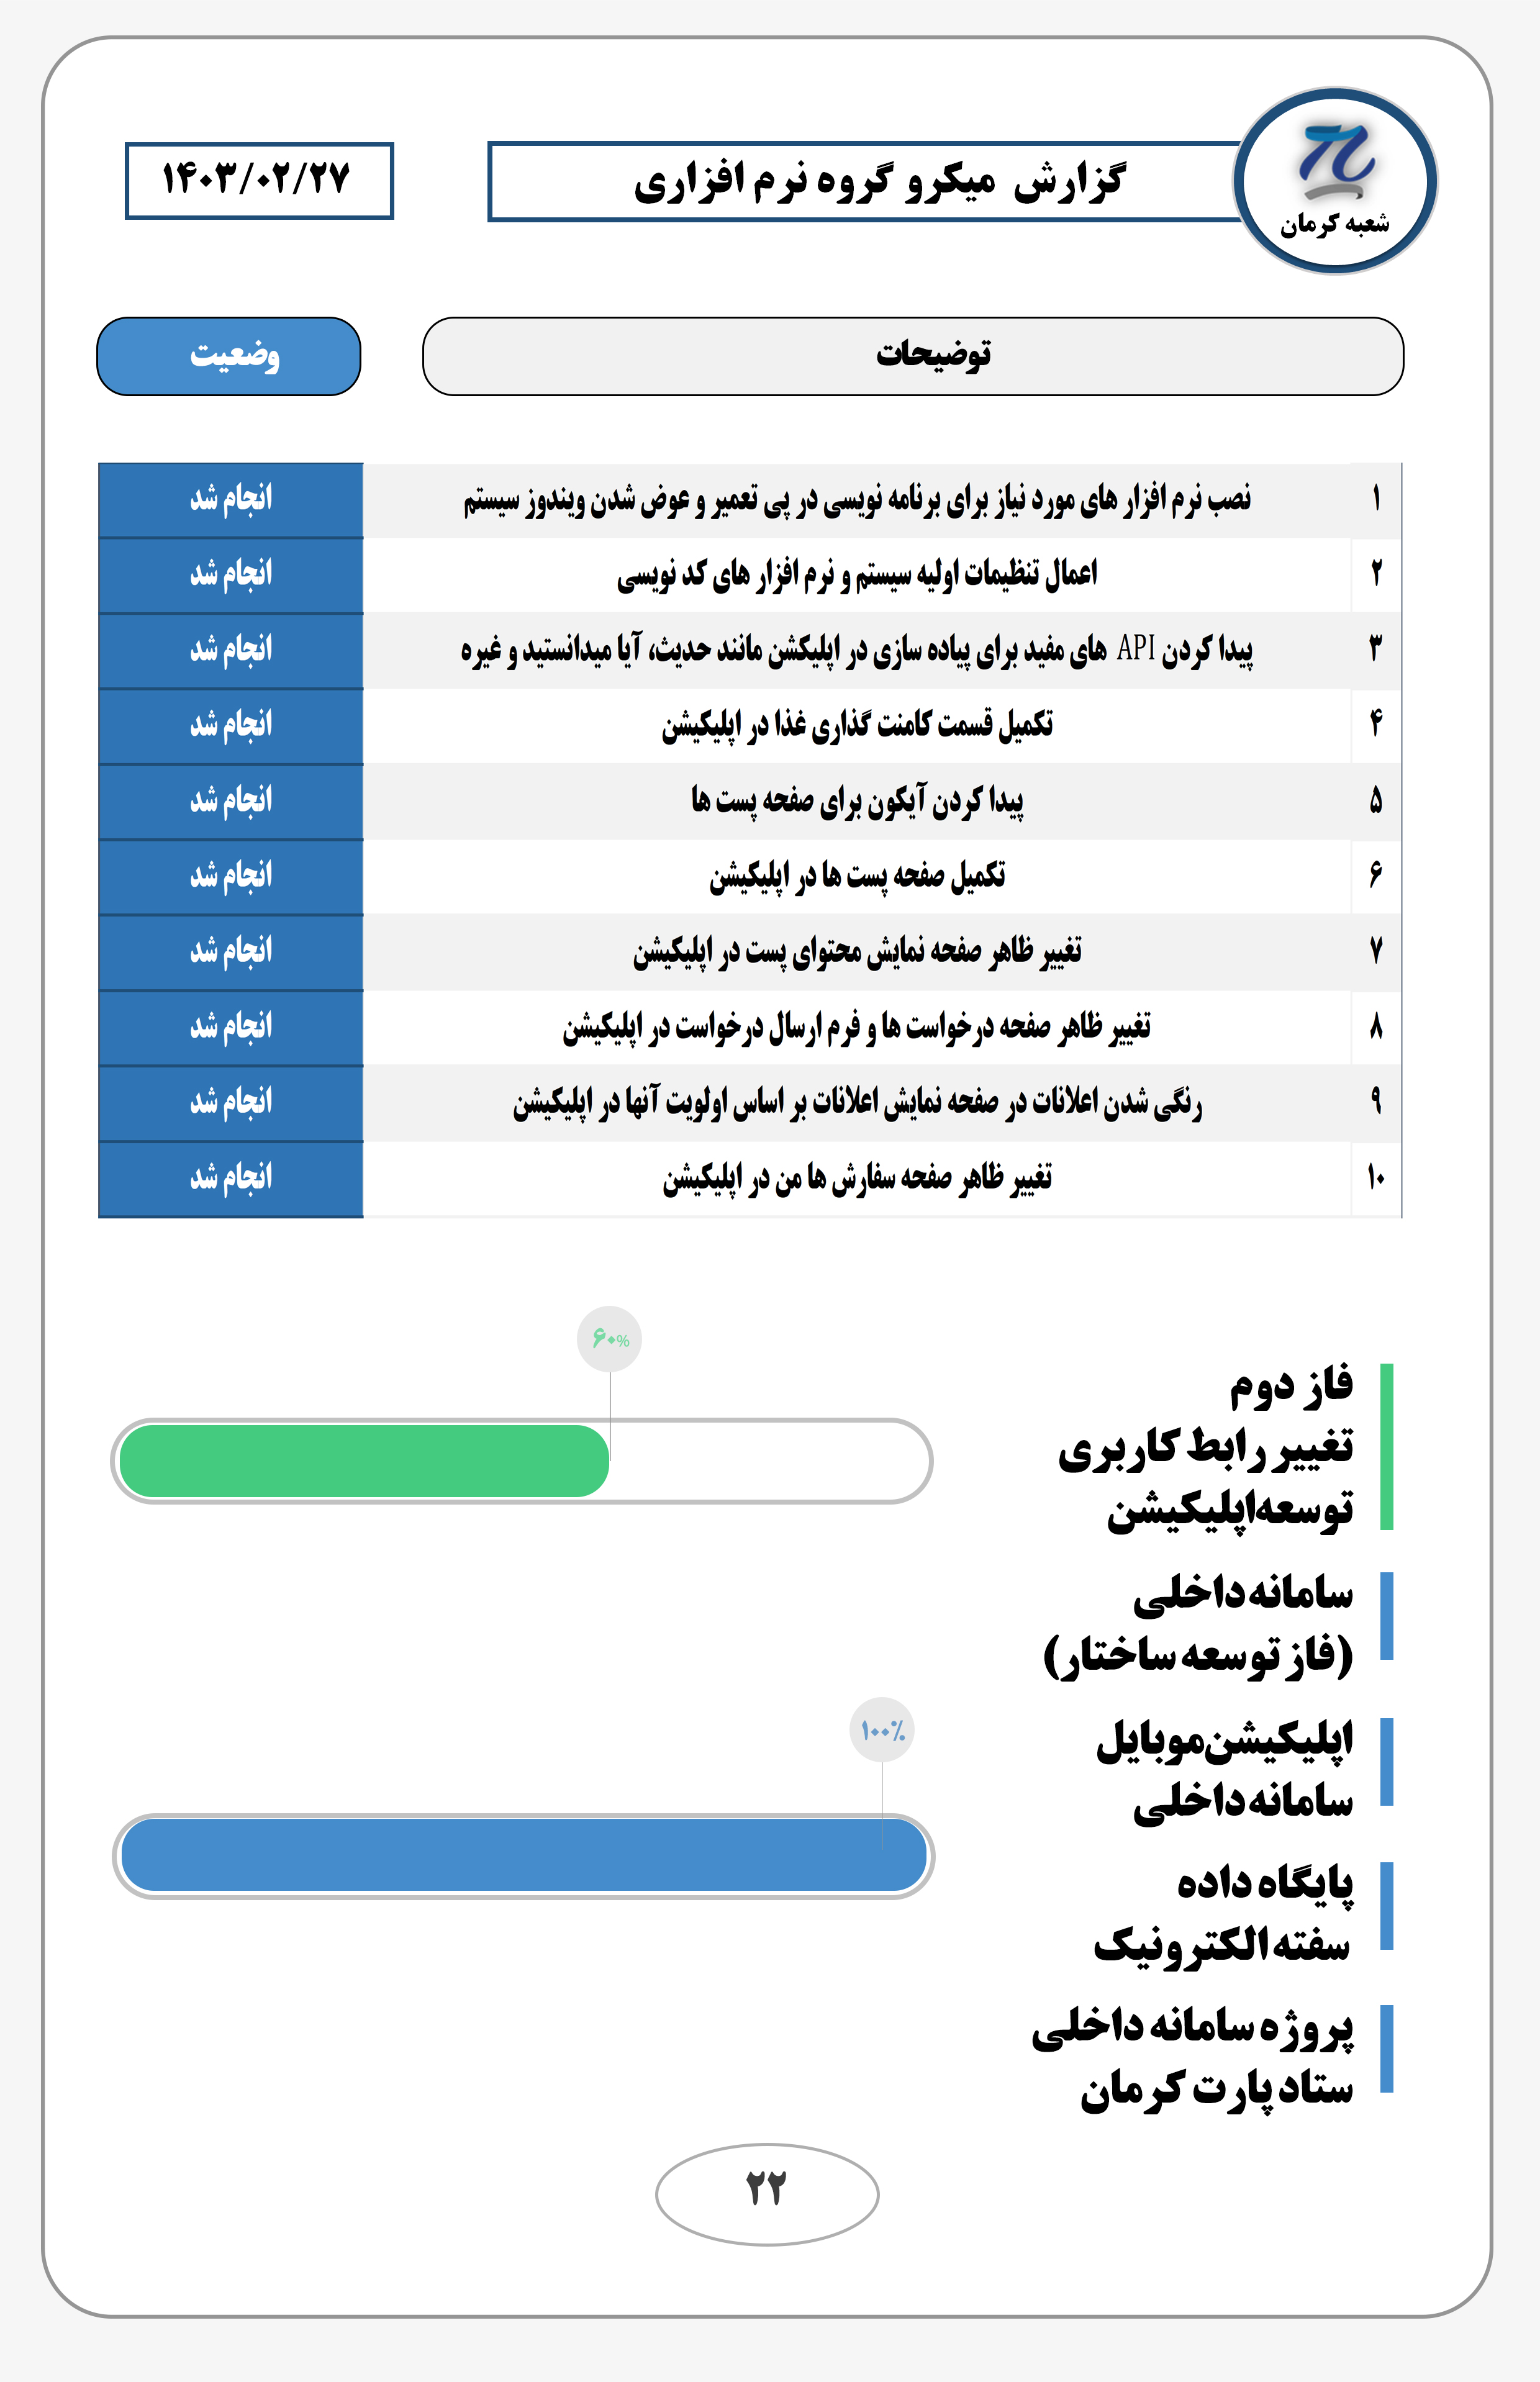 شعبه کرمان
گزارش میکرو گروه نرم افزاری
۱۴۰۳/۰۲/۲۷
توضیحات
وضعیت
۱ نصب نرم افزار های مورد نیاز برای برنامه نویسی در پی تعمیر و عوض شدن ویندوز سیستم انجام شد
۲ اعمال تنظیمات اولیه سیستم و نرم افزار های کد نویسی انجام شد
۳ پیدا کردن API های مفید برای پیاده سازی در اپلیکشن مانند حدیث، آیا میدانستید و غیره انجام شد
۴ تکمیل قسمت کامنت گذاری غذا در اپلیکیشن انجام شد
۵ پیدا کردن آیکون برای صفحه پست ها انجام شد
۶ تکمیل صفحه پست ها در اپلیکیشن انجام شد
۷ تغییر ظاهر صفحه نمایش محتوای پست در اپلیکیشن انجام شد
۸ تغییر ظاهر صفحه درخواست ها و فرم ارسال درخواست در اپلیکیشن انجام شد
۹ رنگی شدن اعلانات در صفحه نمایش اعلانات بر اساس اولویت آنها در اپلیکیشن انجام شد
۱۰ تغییر ظاهر صفحه سفارش ها من در اپلیکیشن انجام شد
۶۰%
فاز دوم
تغییر رابط کاربری
توسعه اپلیکیشن
سامانه داخلی
(فاز توسعه ساختار)
۱۰۰٪
اپلیکیشن موبایل
سامانه داخلی
پایگاه داده
سفته الکترونیک
پروژه سامانه داخلی
ستاد پارت کرمان
۲۲